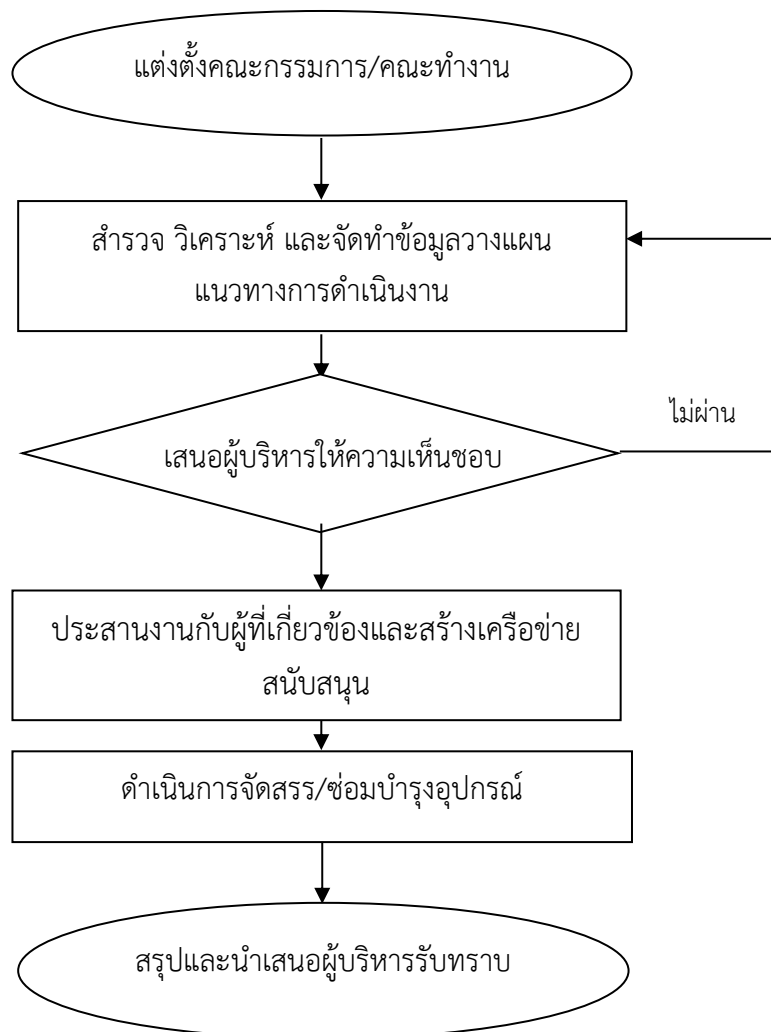 แต่งตั้งคณะกรรมการ/คณะทำงาน
สำรวจ วิเคราะห์ และจัดทำข้อมูลวางแผน
แนวทางการดำเนินงาน
ไม่ผ่าน
เสนอผู้บริหารให้ความเห็นชอบ
ประสานงานกับผู้ที่เกี่ยวข้องและสร้างเครือข่าย
สนับสนุน
ดำเนินการจัดสรร/ซ่อมบำรุงอุปกรณ์
สรุปและนำเสนอผู้บริหารรับทราบ